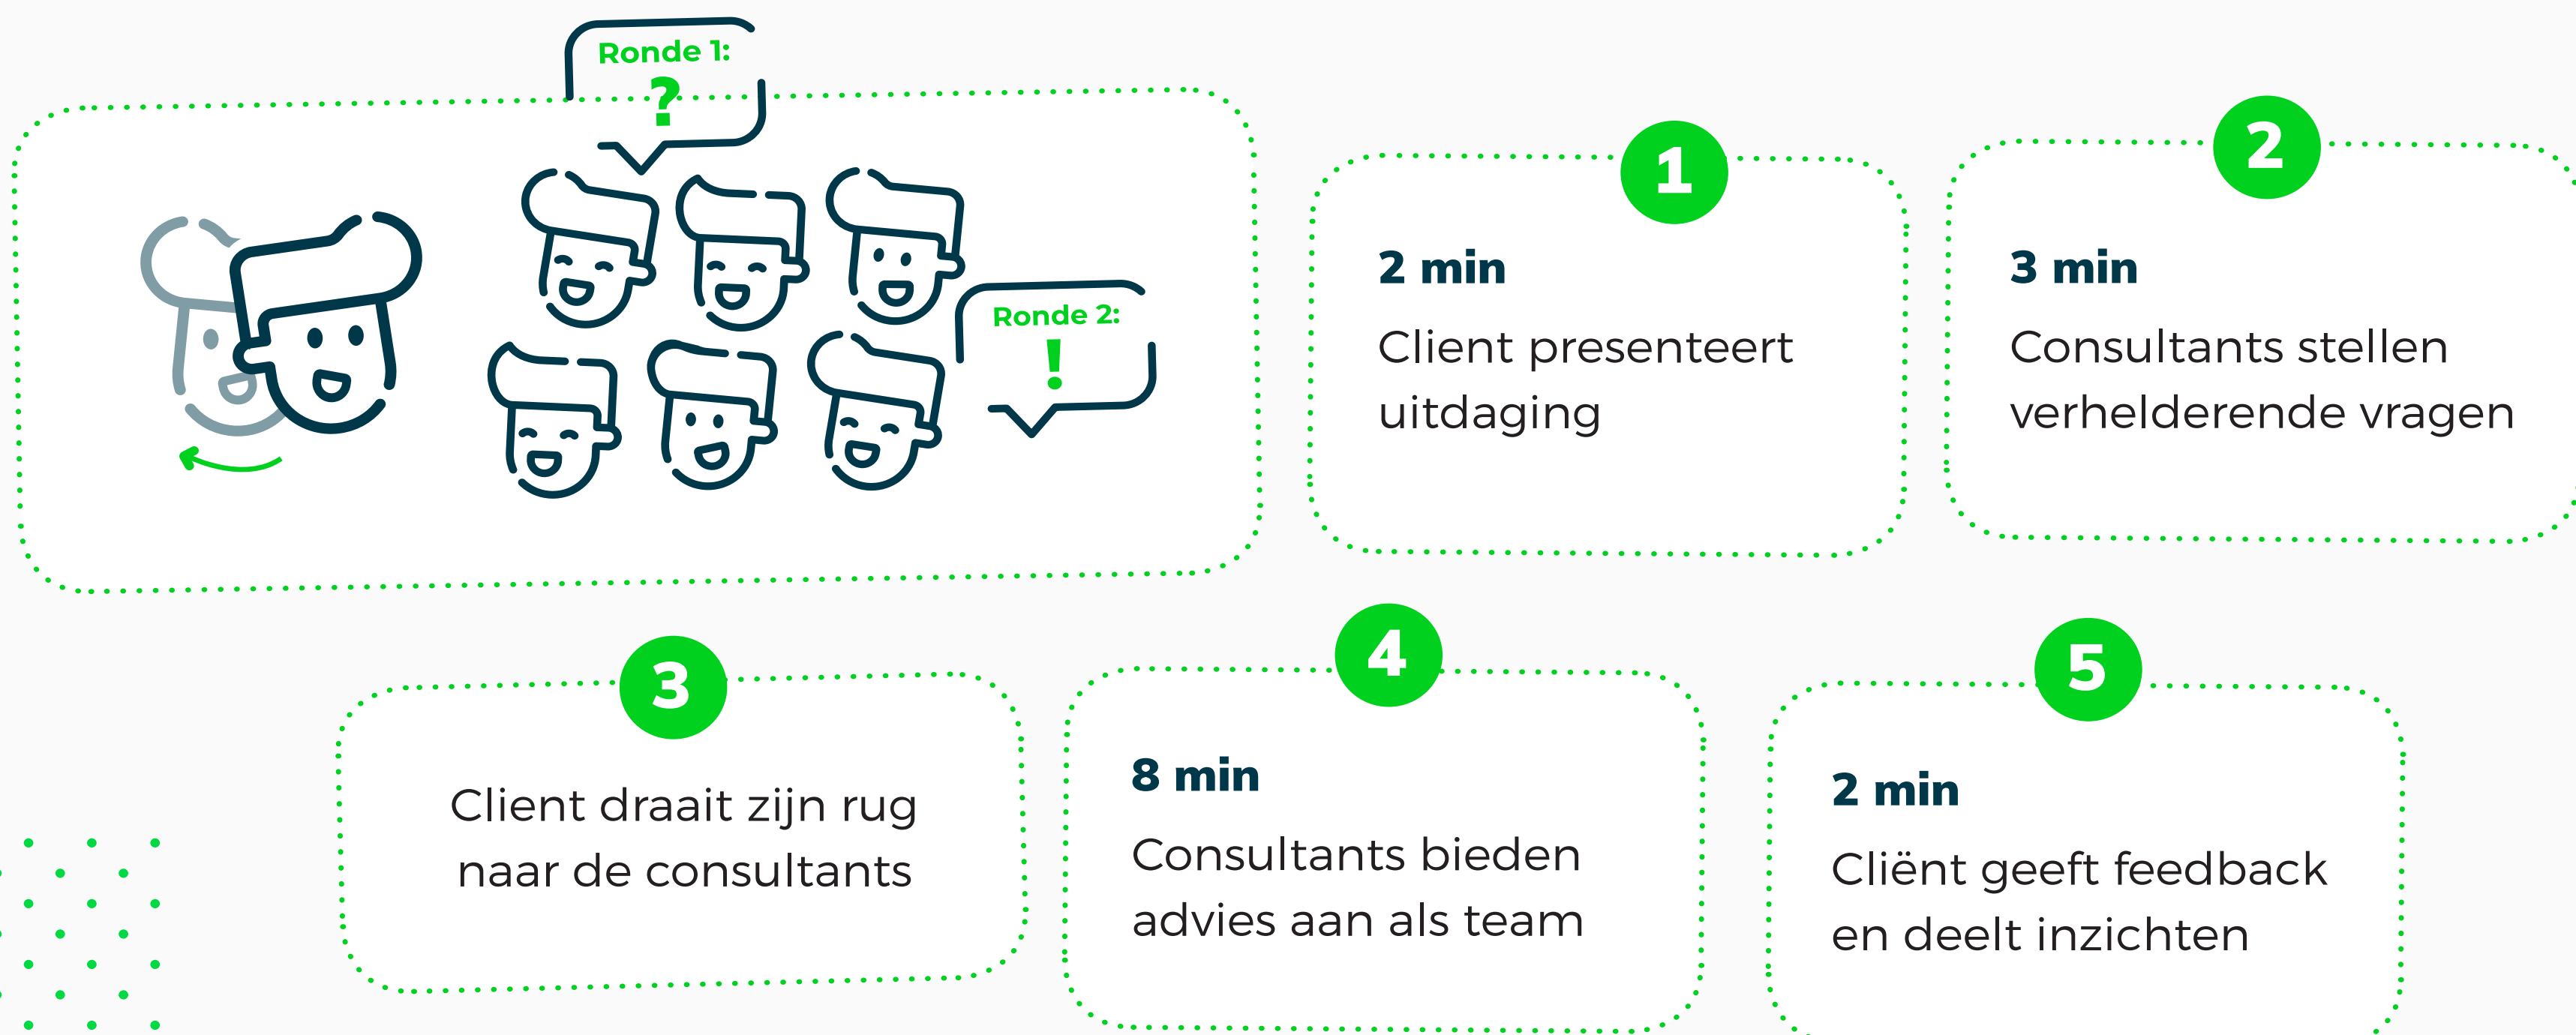 Ronde 1:
?
Ronde 2:
!
1
2 min
Client presenteert
uitdaging
2
3 min
Consultants stellen
verhelderende vragen
3
Client draait zijn rug
naar de consultants
4
8 min
Consultants bieden
advies aan als team
5
2 min
Cliënt geeft feedback
en deelt inzichten